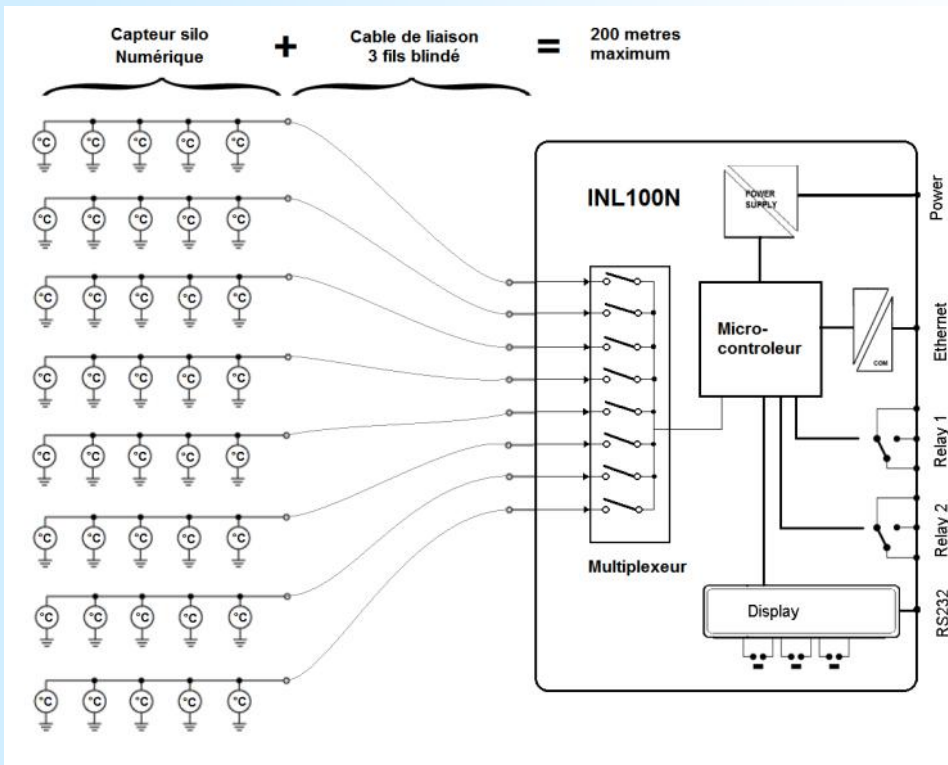 Capteur silo
Numérique
+
Cable de liaison
3 fils blindé
=
200 metres
maximum
°C °C °C °C °C
°C °C °C °C °C
°C °C °C °C °C
°C °C °C °C °C
°C °C °C °C °C
°C °C °C °C °C
°C °C °C °C °C
°C °C °C °C °C
INL100N
POWER
SUPPLY
Micro-
controleur
COM
Multiplexeur
Display
Power
Ethernet
Relay 1
Relay 2
RS232